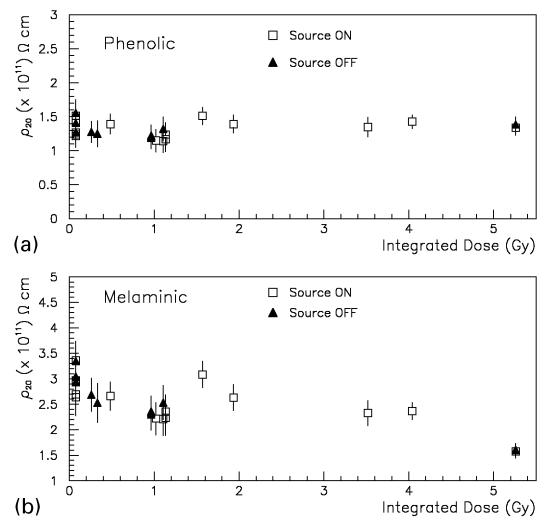 Phenolic
Source ON
Source OFF
ρ₂₀ (x 10¹¹) Ω cm
3
2.5
2
1.5
1
0.5
0
0 1 2 3 4 5
Integrated Dose (Gy)
(a)
Melaminic
Source ON
Source OFF
ρ₂₀ (x 10¹¹) Ω cm
5
4.5
4
3.5
3
2.5
2
1.5
1
0 1 2 3 4 5
Integrated Dose (Gy)
(b)